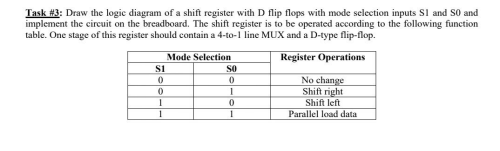 Task #3: Draw the logic diagram of a shift register with D flip flops with mode selection inputs S1 and S0 and
implement the circuit on the breadboard. The shift register is to be operated according to the following function
table. One stage of this register should contain a 4-to-1 line MUX and a D-type flip-flop.
Mode Selection Register Operations
S1 S0
0 0 No change
0 1 Shift right
1 0 Shift left
1 1 Parallel load data